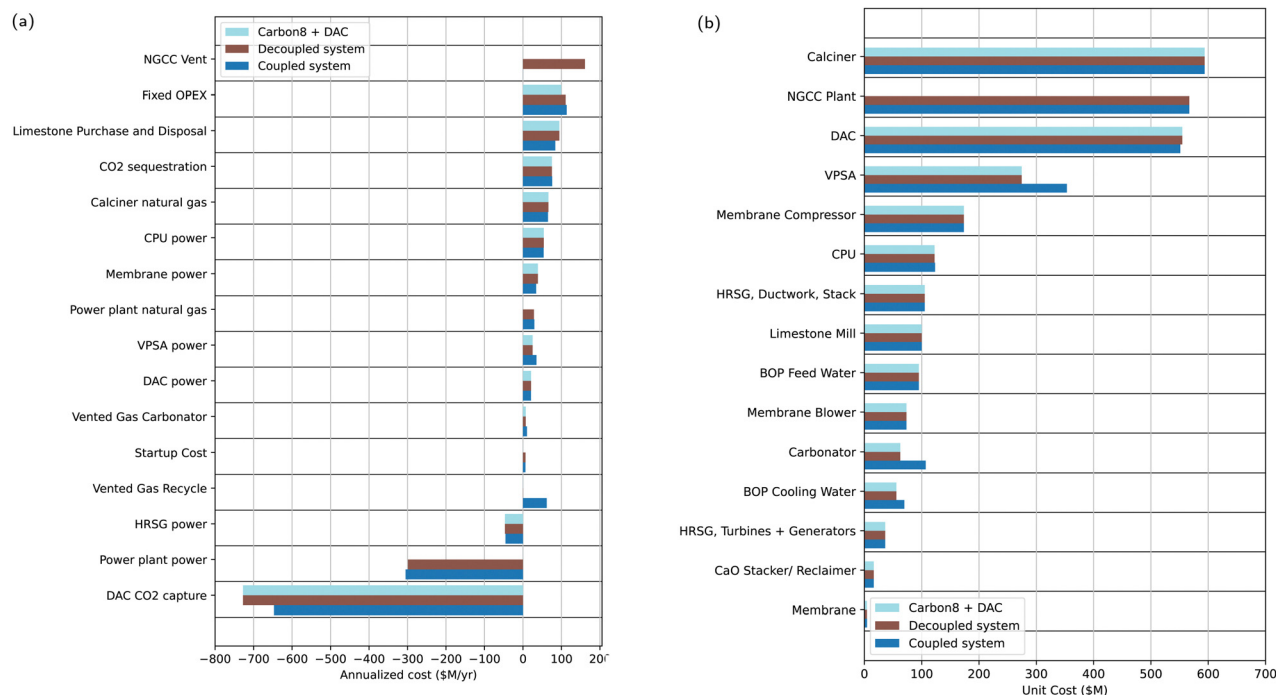 (a)
Carbon8 + DAC
Decoupled system
Coupled system
NGCC Vent
Fixed OPEX
Limestone Purchase and Disposal
CO2 sequestration
Calciner natural gas
CPU power
Membrane power
Power plant natural gas
VPSA power
DAC power
Vented Gas Carbonator
Startup Cost
Vented Gas Recycle
HRSG power
Power plant power
DAC CO2 capture
−800 −700 −600 −500 −400 −300 −200 −100 0 100 200
Annualized cost ($M/yr)
(b)
Calciner
NGCC Plant
DAC
VPSA
Membrane Compressor
CPU
HRSG, Ductwork, Stack
Limestone Mill
BOP Feed Water
Membrane Blower
Carbonator
BOP Cooling Water
HRSG, Turbines + Generators
CaO Stacker/ Reclaimer
Membrane
Carbon8 + DAC
Decoupled system
Coupled system
0 100 200 300 400 500 600 700
Unit Cost ($M)